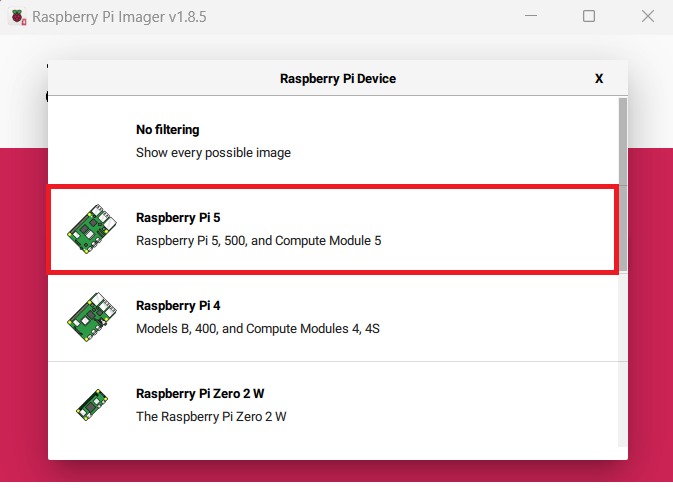 Raspberry Pi Imager v1.8.5
Raspberry Pi Device
X
No filtering
Show every possible image
Raspberry Pi 5
Raspberry Pi 5, 500, and Compute Module 5
Raspberry Pi 4
Models B, 400, and Compute Modules 4, 4S
Raspberry Pi Zero 2 W
The Raspberry Pi Zero 2 W